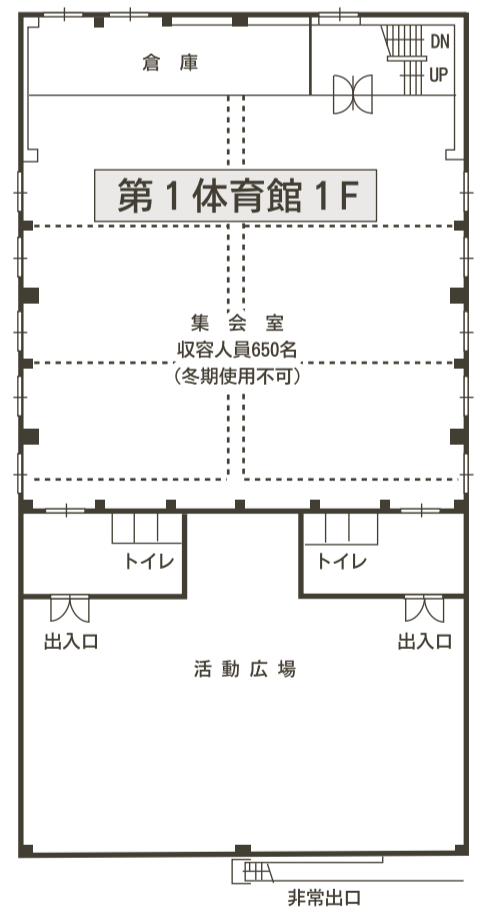 倉 庫
DN
UP
第1体育館1F
集 会 室
収容人員650名
（冬期使用不可）
トイレ
トイレ
出入口
出入口
活 動 広 場
非常出口